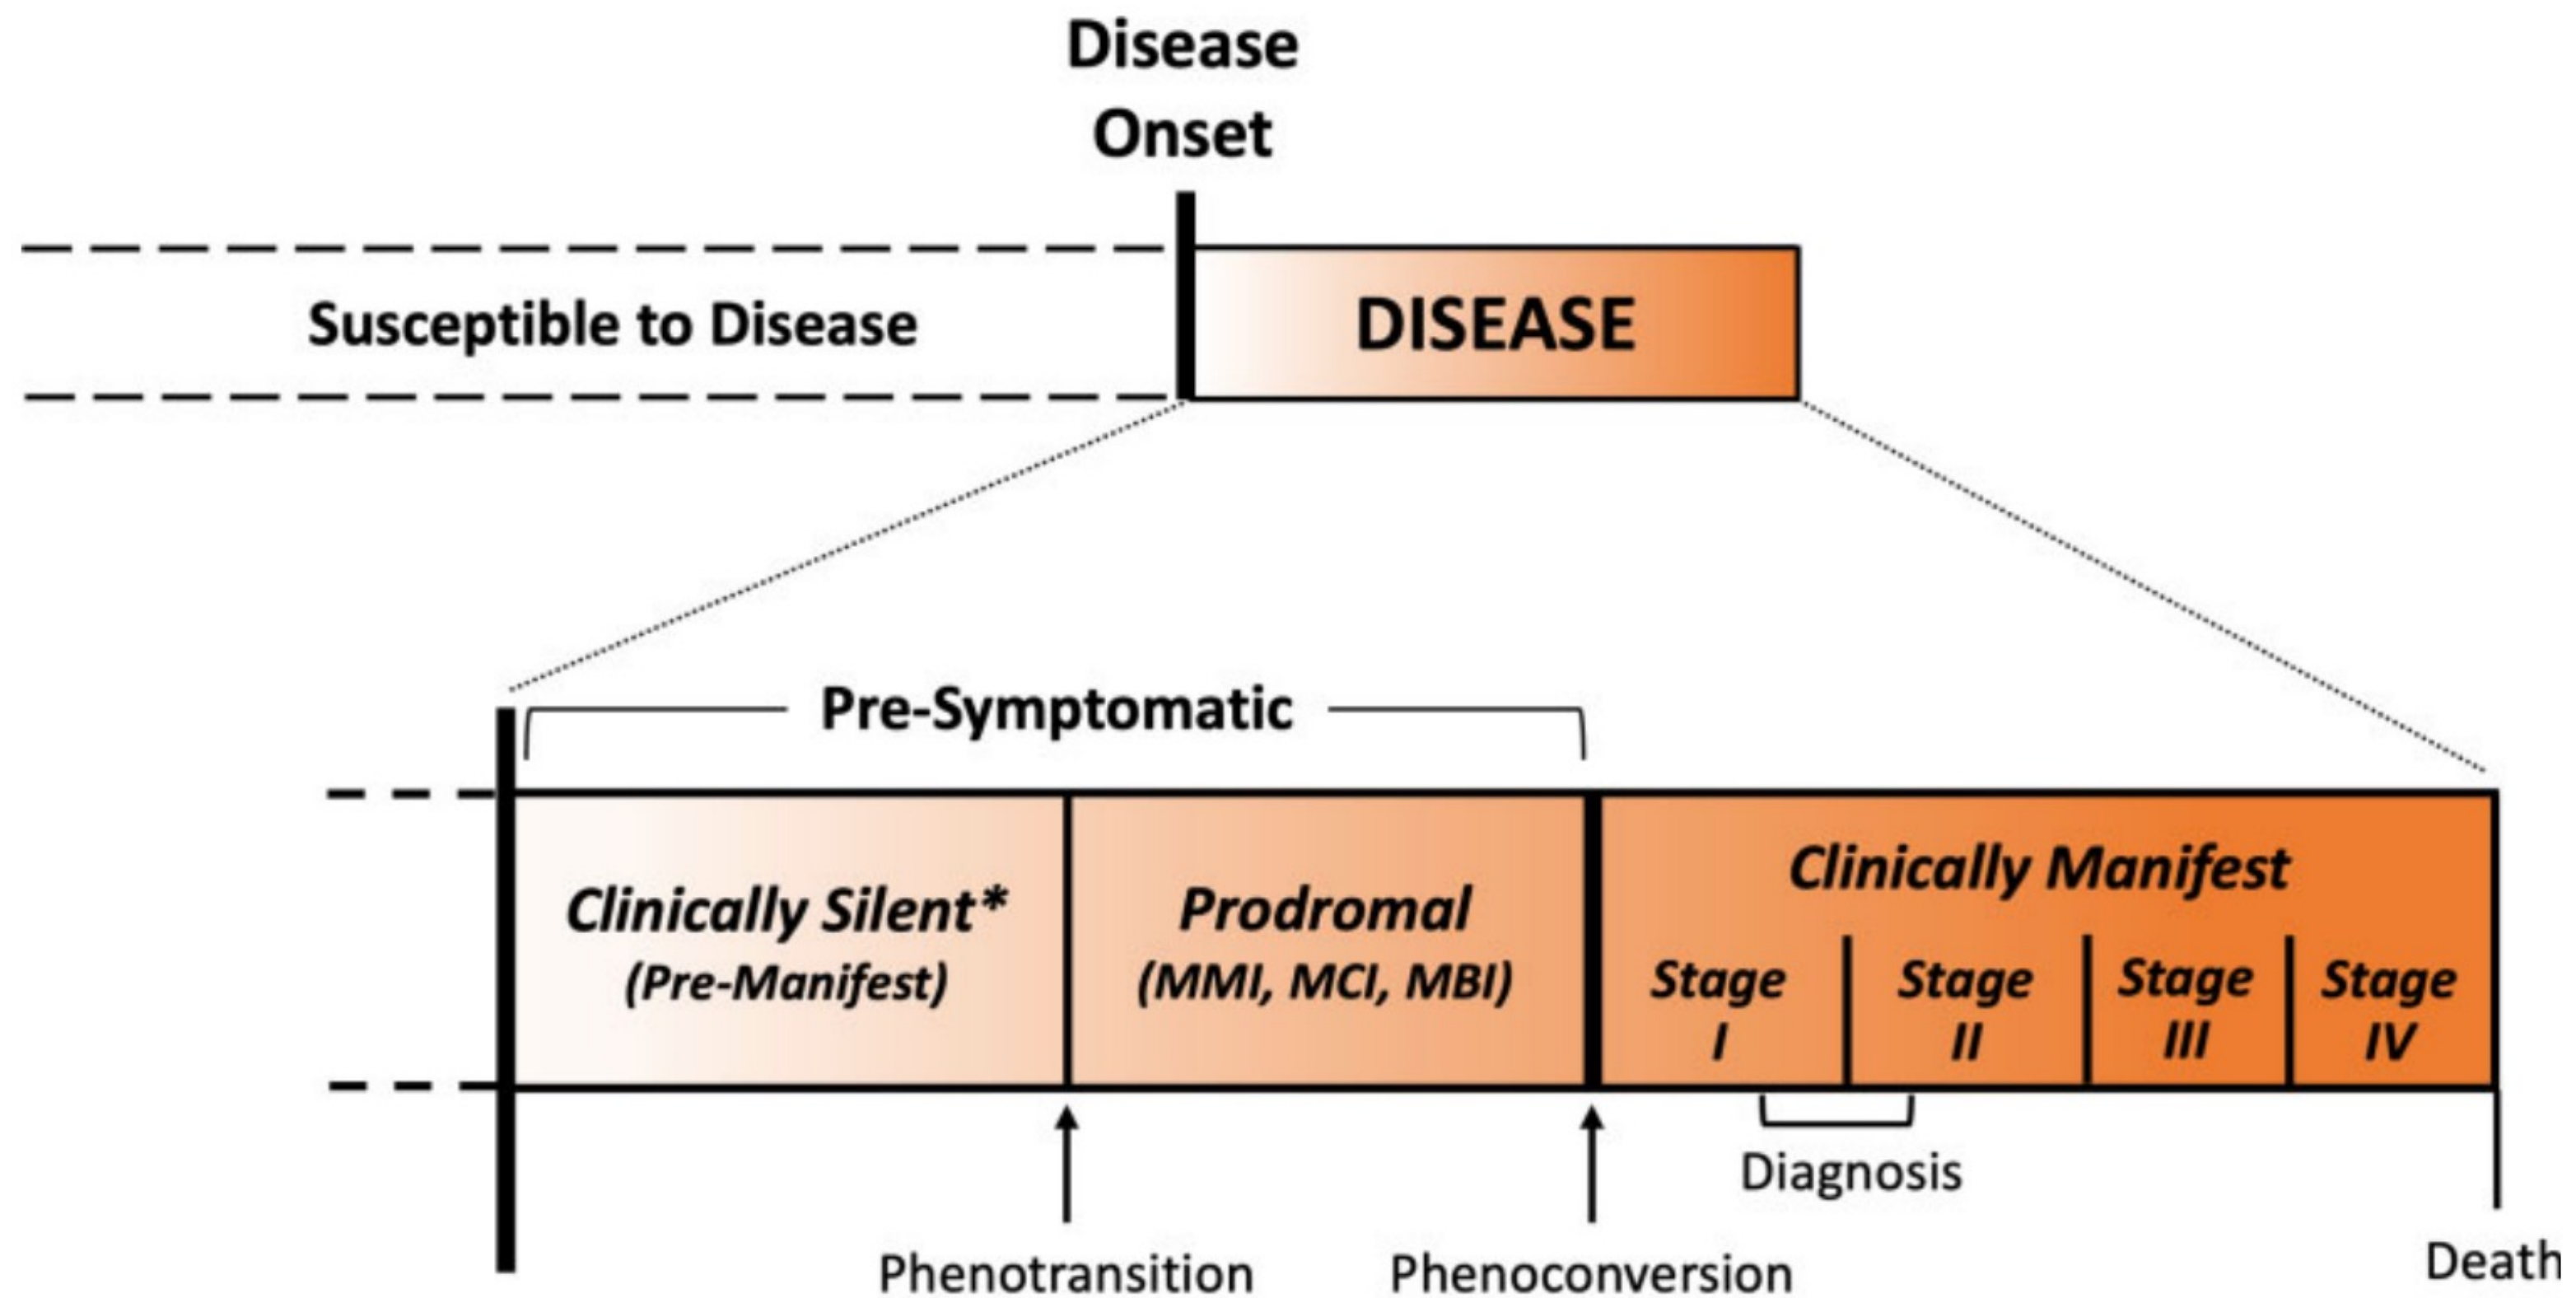 Disease
Onset
Susceptible to Disease
DISEASE
Pre-Symptomatic
Clinically Silent*
(Pre-Manifest)
Prodromal
(MMI, MCI, MBI)
Clinically Manifest
Stage
I
Stage
II
Stage
III
Stage
IV
Diagnosis
Phenotransition
Phenoconversion
Death